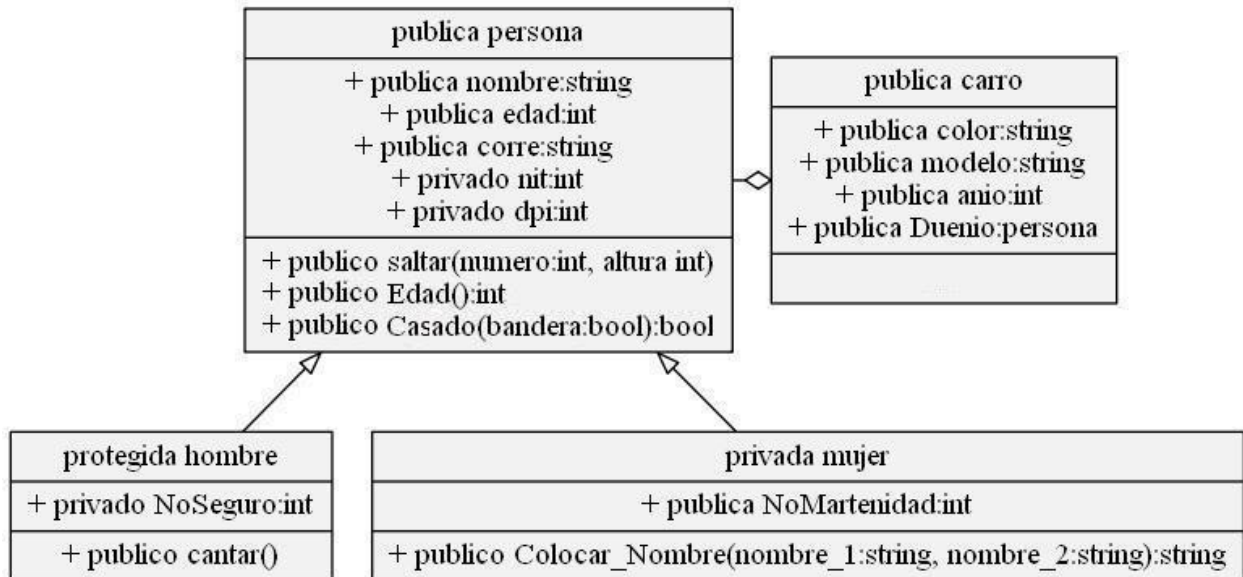 publica persona
+ publica nombre:string
+ publica edad:int
+ publica corre:string
+ privado nit:int
+ privado dpi:int
+ publico saltar(numero:int, altura int)
+ publico Edad():int
+ publico Casado(bandera:bool):bool
publica carro
+ publica color:string
+ publica modelo:string
+ publica anio:int
+ publica Duenio:persona
protegida hombre
+ privado NoSeguro:int
+ publico cantar()
privada mujer
+ publica NoMartenidad:int
+ publico Colocar_Nombre(nombre_1:string, nombre_2:string):string